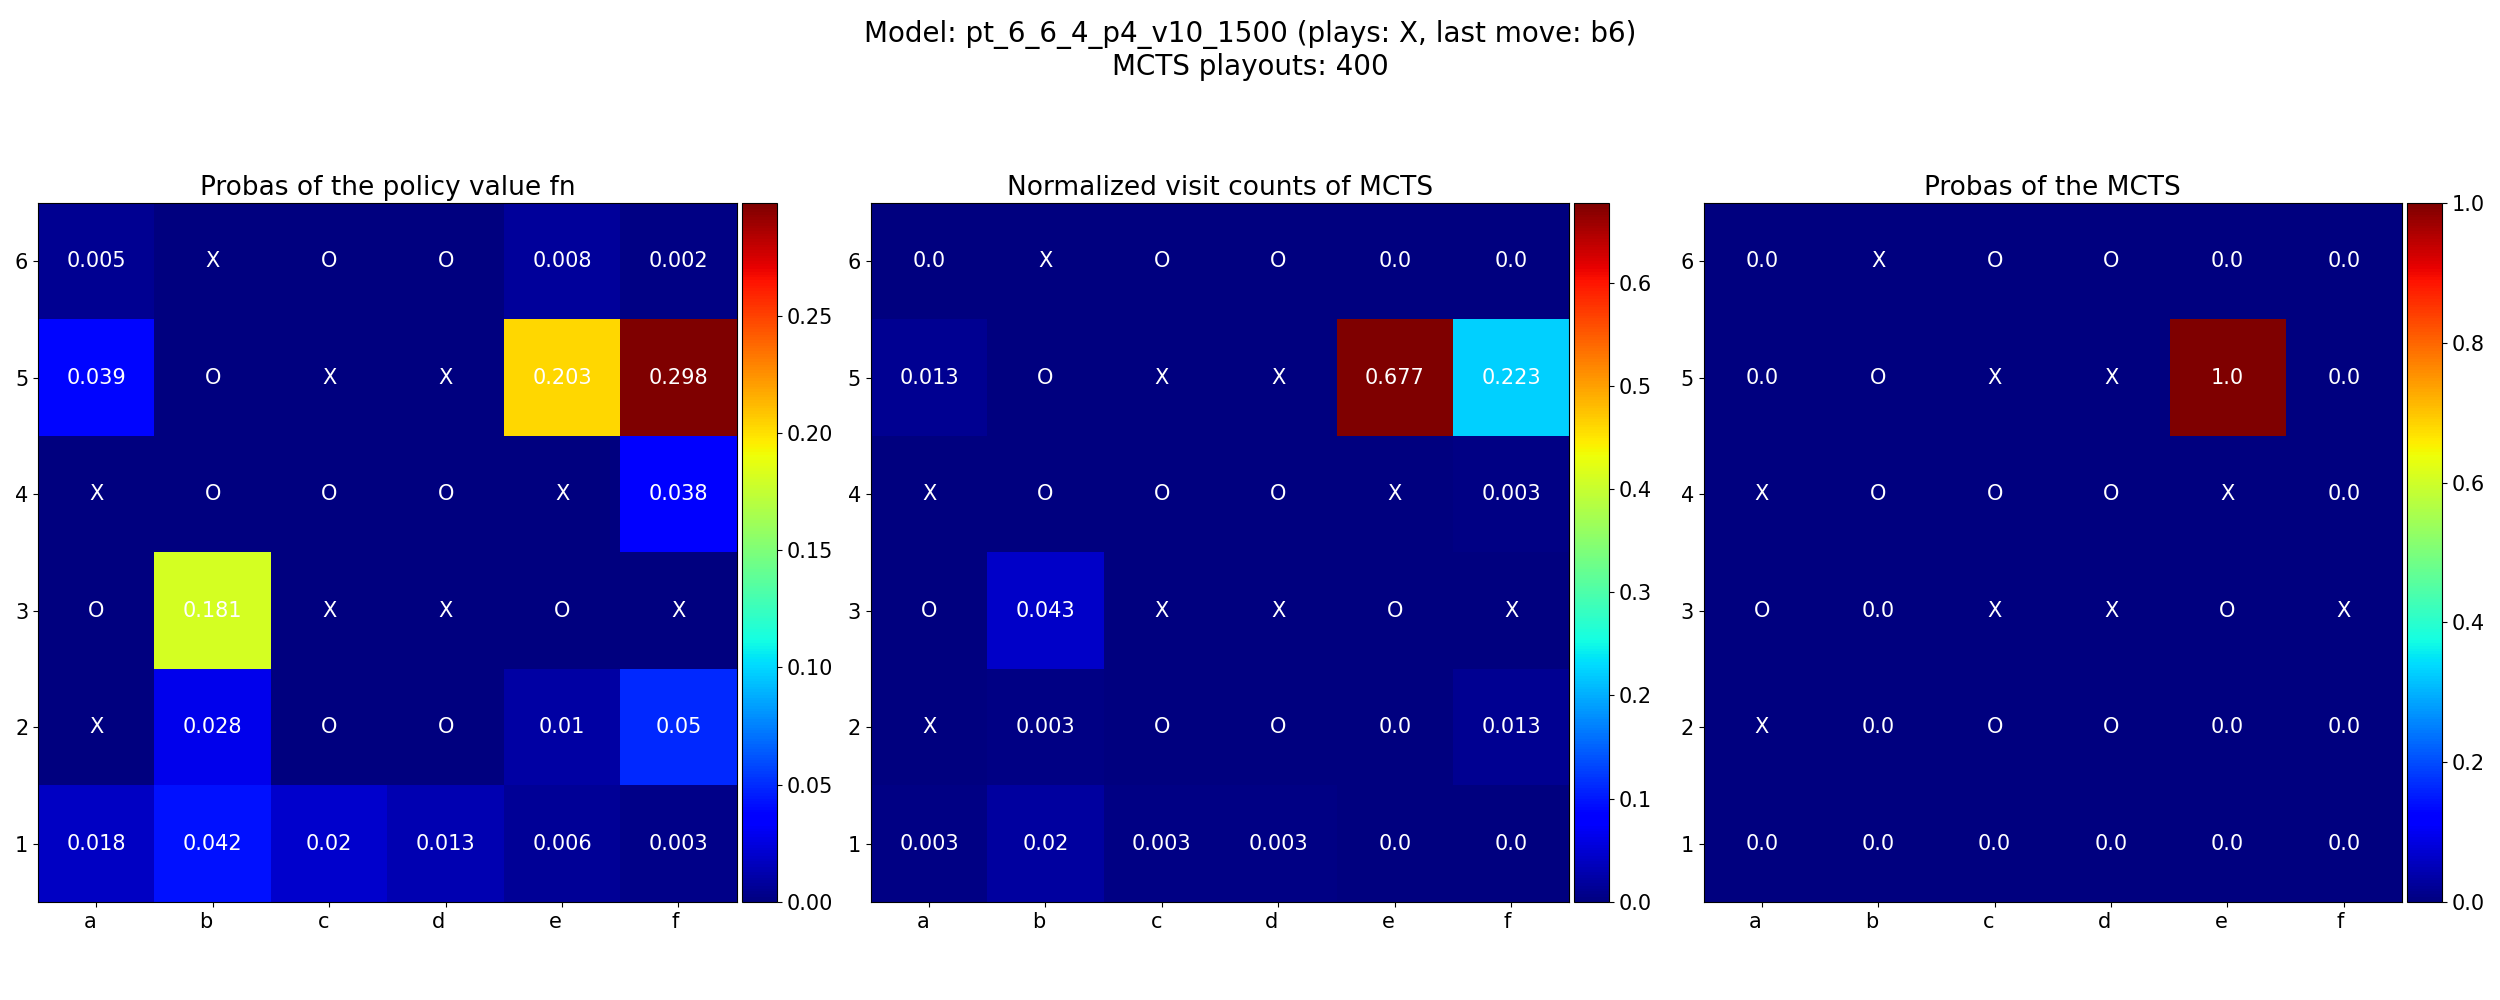 Model: pt_6_6_4_p4_v10_1500 (plays: X, last move: b6)
MCTS playouts: 400
Probas of the policy value fn
6 0.005 X O O 0.008 0.002
5 0.039 O X X 0.203 0.298
4 X O O O X 0.038
3 O 0.181 X X O X
2 X 0.028 O O 0.01 0.05
1 0.018 0.042 0.02 0.013 0.006 0.003
a b c d e f
0.25
0.20
0.15
0.10
0.05
0.00
Normalized visit counts of MCTS
6 0.0 X O O 0.0 0.0
5 0.013 O X X 0.677 0.223
4 X O O O X 0.003
3 O 0.043 X X O X
2 X 0.003 O O 0.0 0.013
1 0.003 0.02 0.003 0.003 0.0 0.0
a b c d e f
0.6
0.5
0.4
0.3
0.2
0.1
0.0
Probas of the MCTS
6 0.0 X O O 0.0 0.0
5 0.0 O X X 1.0 0.0
4 X O O O X 0.0
3 O 0.0 X X O X
2 X 0.0 O O 0.0 0.0
1 0.0 0.0 0.0 0.0 0.0 0.0
a b c d e f
1.0
0.8
0.6
0.4
0.2
0.0